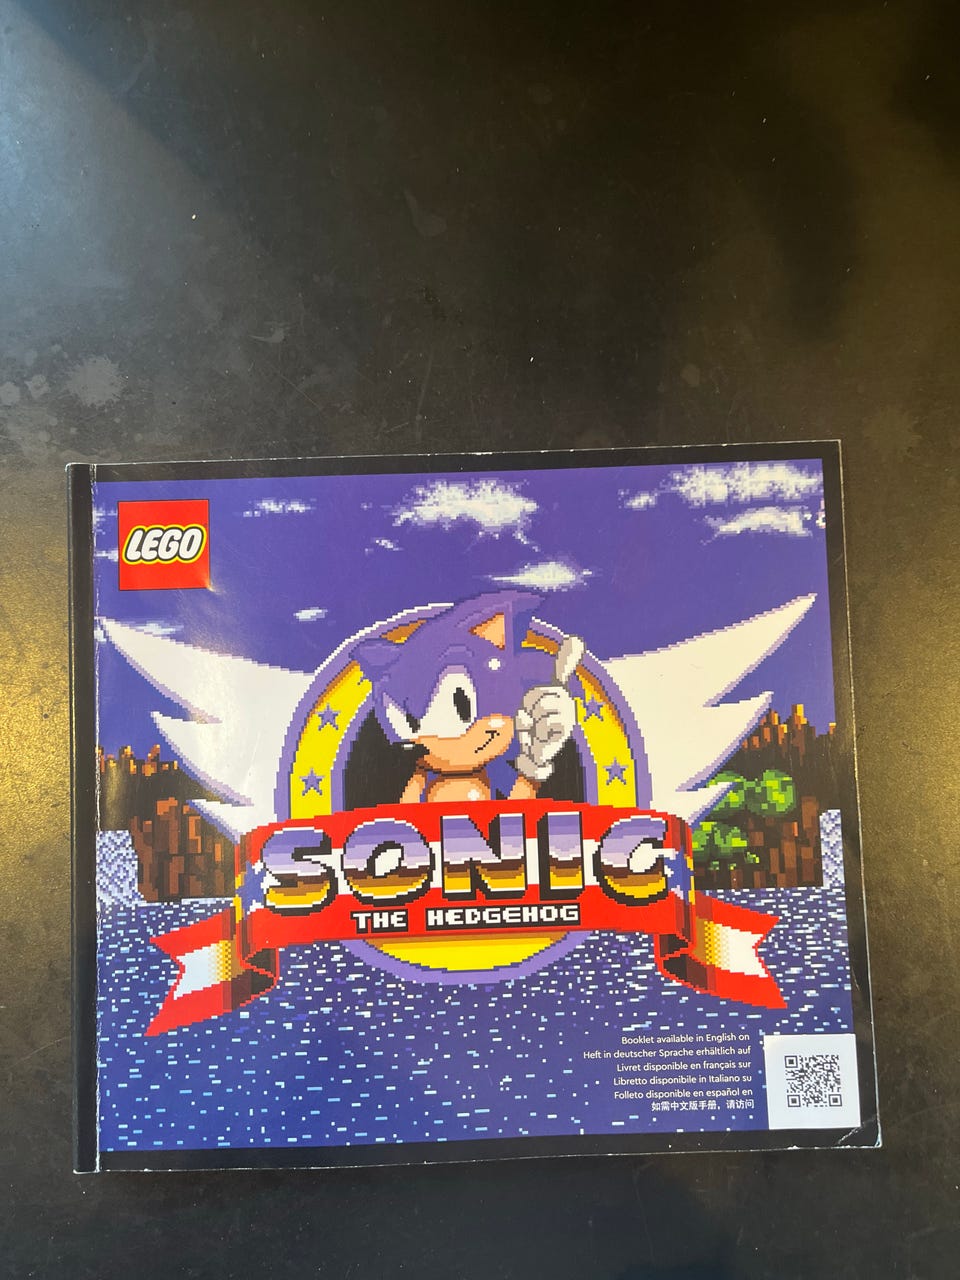 LEGO
SONIC
THE HEDGEHOG
Booklet available in English on
Heft in deutscher Sprache erhältlich auf
Livret disponible en français sur
Libretto disponibile in Italiano su
Folleto disponible en español en
如需中文版手册，请访问